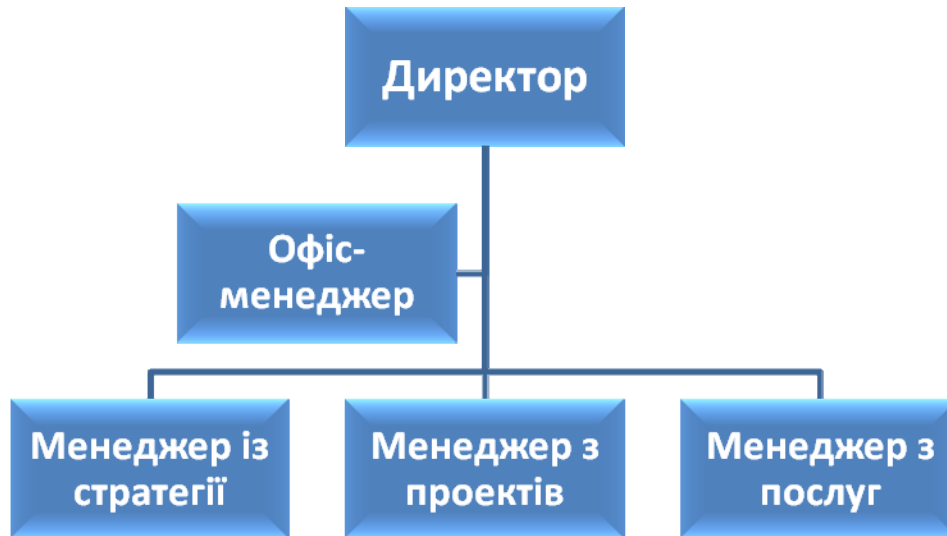 Директор
Офіс-
менеджер
Менеджер із
стратегії
Менеджер з
проектів
Менеджер з
послуг